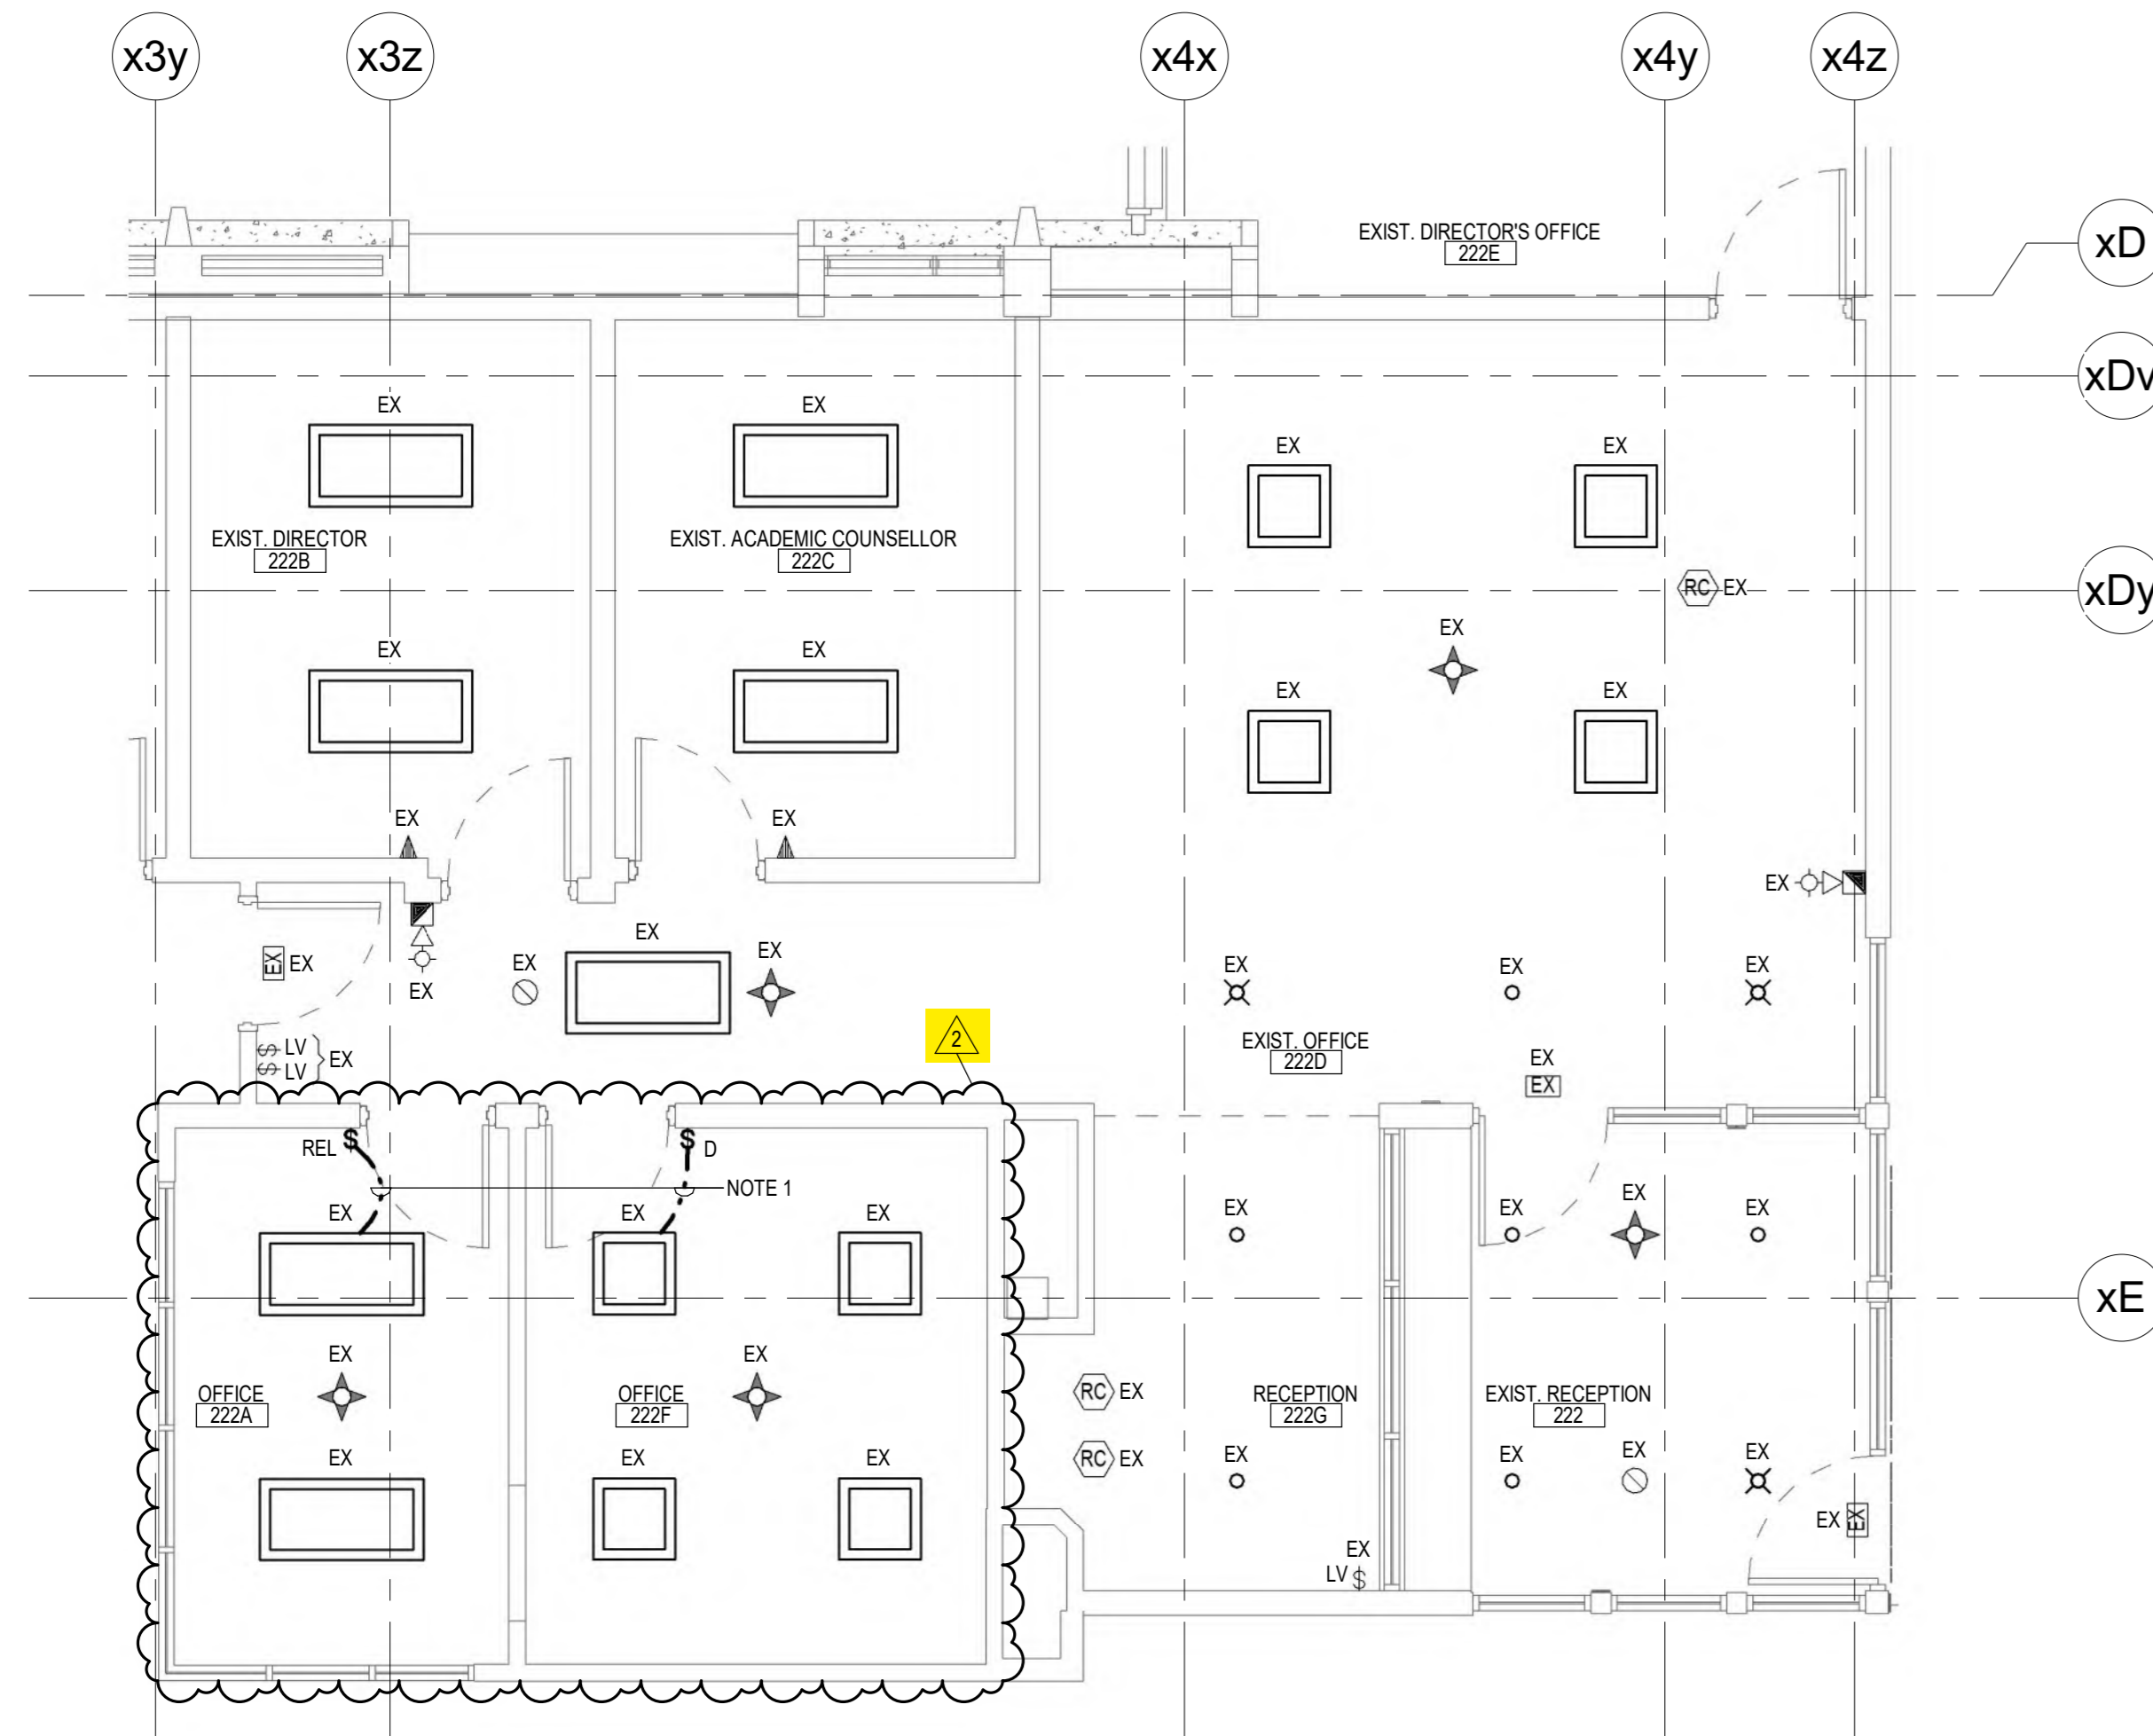 x3y
x3z
x4x
x4y
x4z
EXIST. DIRECTOR'S OFFICE
222E
xD
xDv
EX
EX
EX
EX
EXIST. DIRECTOR
222B
EXIST. ACADEMIC COUNSELLOR
222C
RC EX
xDy
EX
EX
EX
EX
EX
EX
EX
EX
EX
EX
EX
EX
EX
EX EX
EX
EX
EX
EX
2
EXIST. OFFICE
222D
LV
LV
EX
EX
EX
REL $
$ D
NOTE 1
EX
EX
EX
EX
EX
EX
EX
xE
EX
EX
OFFICE
222A
OFFICE
222F
RC EX
RECEPTION
222G
EXIST. RECEPTION
222
EX
EX
EX
RC EX
EX
EX
EX
EX
EX EX
EX
LV $